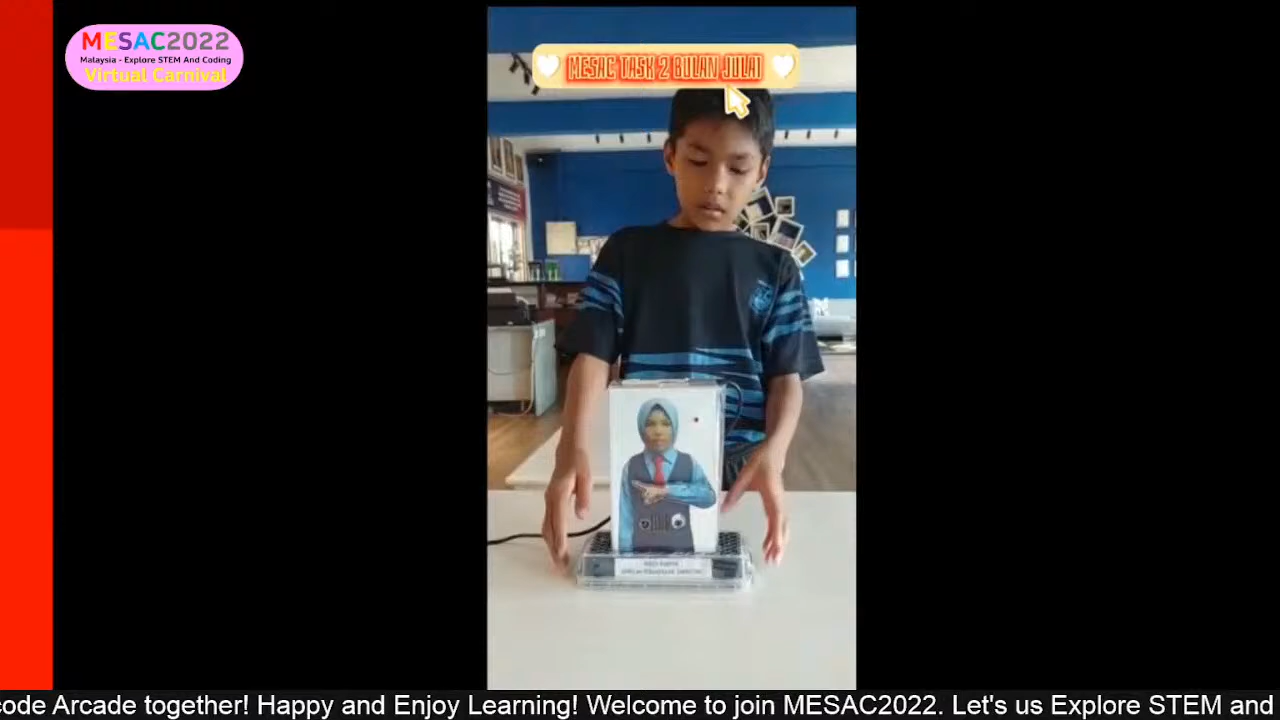 MESAC2022
Malaysia - Explore STEM And Coding
Virtual Carnival
MESAC TASK 2 BULAN JULAI
code Arcade together! Happy and Enjoy Learning! Welcome to join MESAC2022. Let's us Explore STEM and